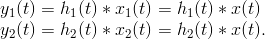 y₁(t) = h₁(t) * x₁(t) = h₁(t) * x(t)
y₂(t) = h₂(t) * x₂(t) = h₂(t) * x(t).